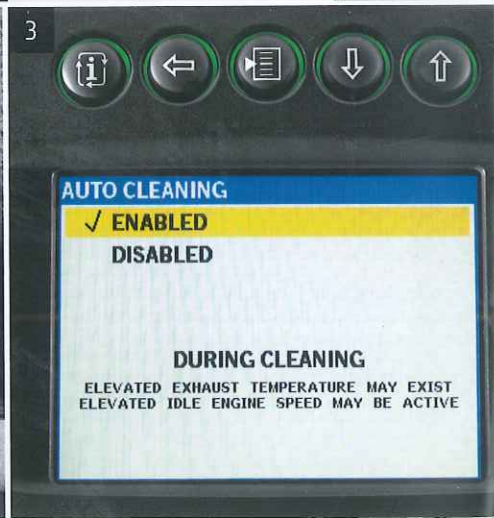 3
i
AUTO CLEANING
√ ENABLED
DISABLED
DURING CLEANING
ELEVATED EXHAUST TEMPERATURE MAY EXIST
ELEVATED IDLE ENGINE SPEED MAY BE ACTIVE